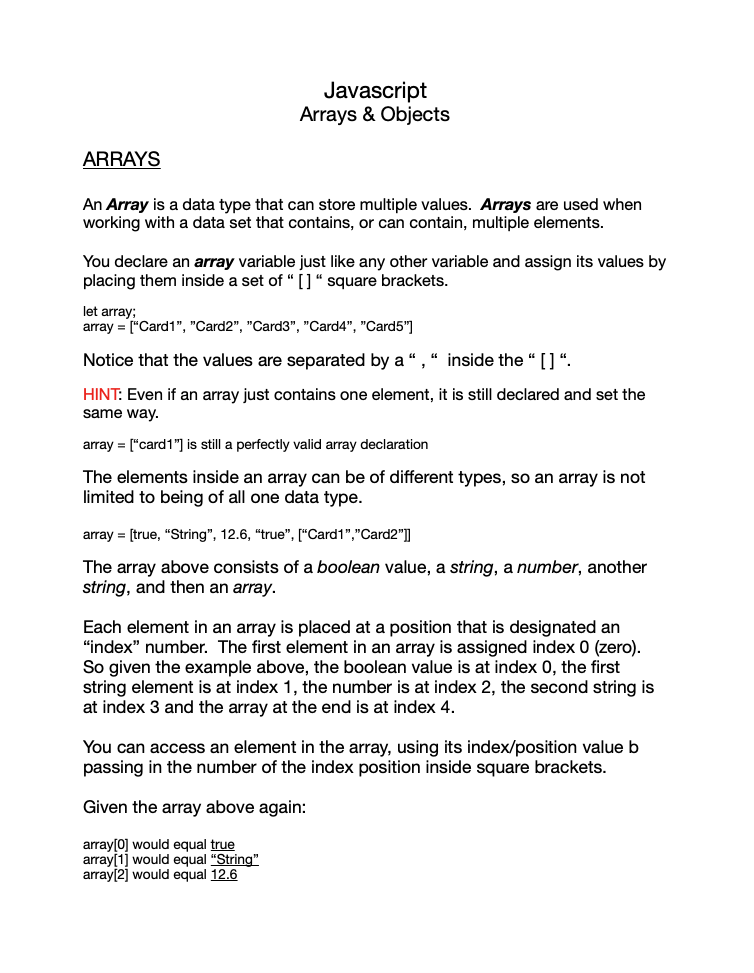 Javascript
Arrays & Objects
ARRAYS
An Array is a data type that can store multiple values.  Arrays are used when
working with a data set that contains, or can contain, multiple elements.
You declare an array variable just like any other variable and assign its values by
placing them inside a set of “ [ ] “ square brackets.
let array;
array = [“Card1”, ”Card2”, ”Card3”, ”Card4”, ”Card5”]
Notice that the values are separated by a “ , “  inside the “ [ ] “.
HINT: Even if an array just contains one element, it is still declared and set the
same way.
array = [“card1”] is still a perfectly valid array declaration
The elements inside an array can be of different types, so an array is not
limited to being of all one data type.
array = [true, “String”, 12.6, “true”, [“Card1”,”Card2”]]
The array above consists of a boolean value, a string, a number, another
string, and then an array.
Each element in an array is placed at a position that is designated an
“index” number.  The first element in an array is assigned index 0 (zero).
So given the example above, the boolean value is at index 0, the first
string element is at index 1, the number is at index 2, the second string is
at index 3 and the array at the end is at index 4.
You can access an element in the array, using its index/position value b
passing in the number of the index position inside square brackets.
Given the array above again:
array[0] would equal true
array[1] would equal “String”
array[2] would equal 12.6